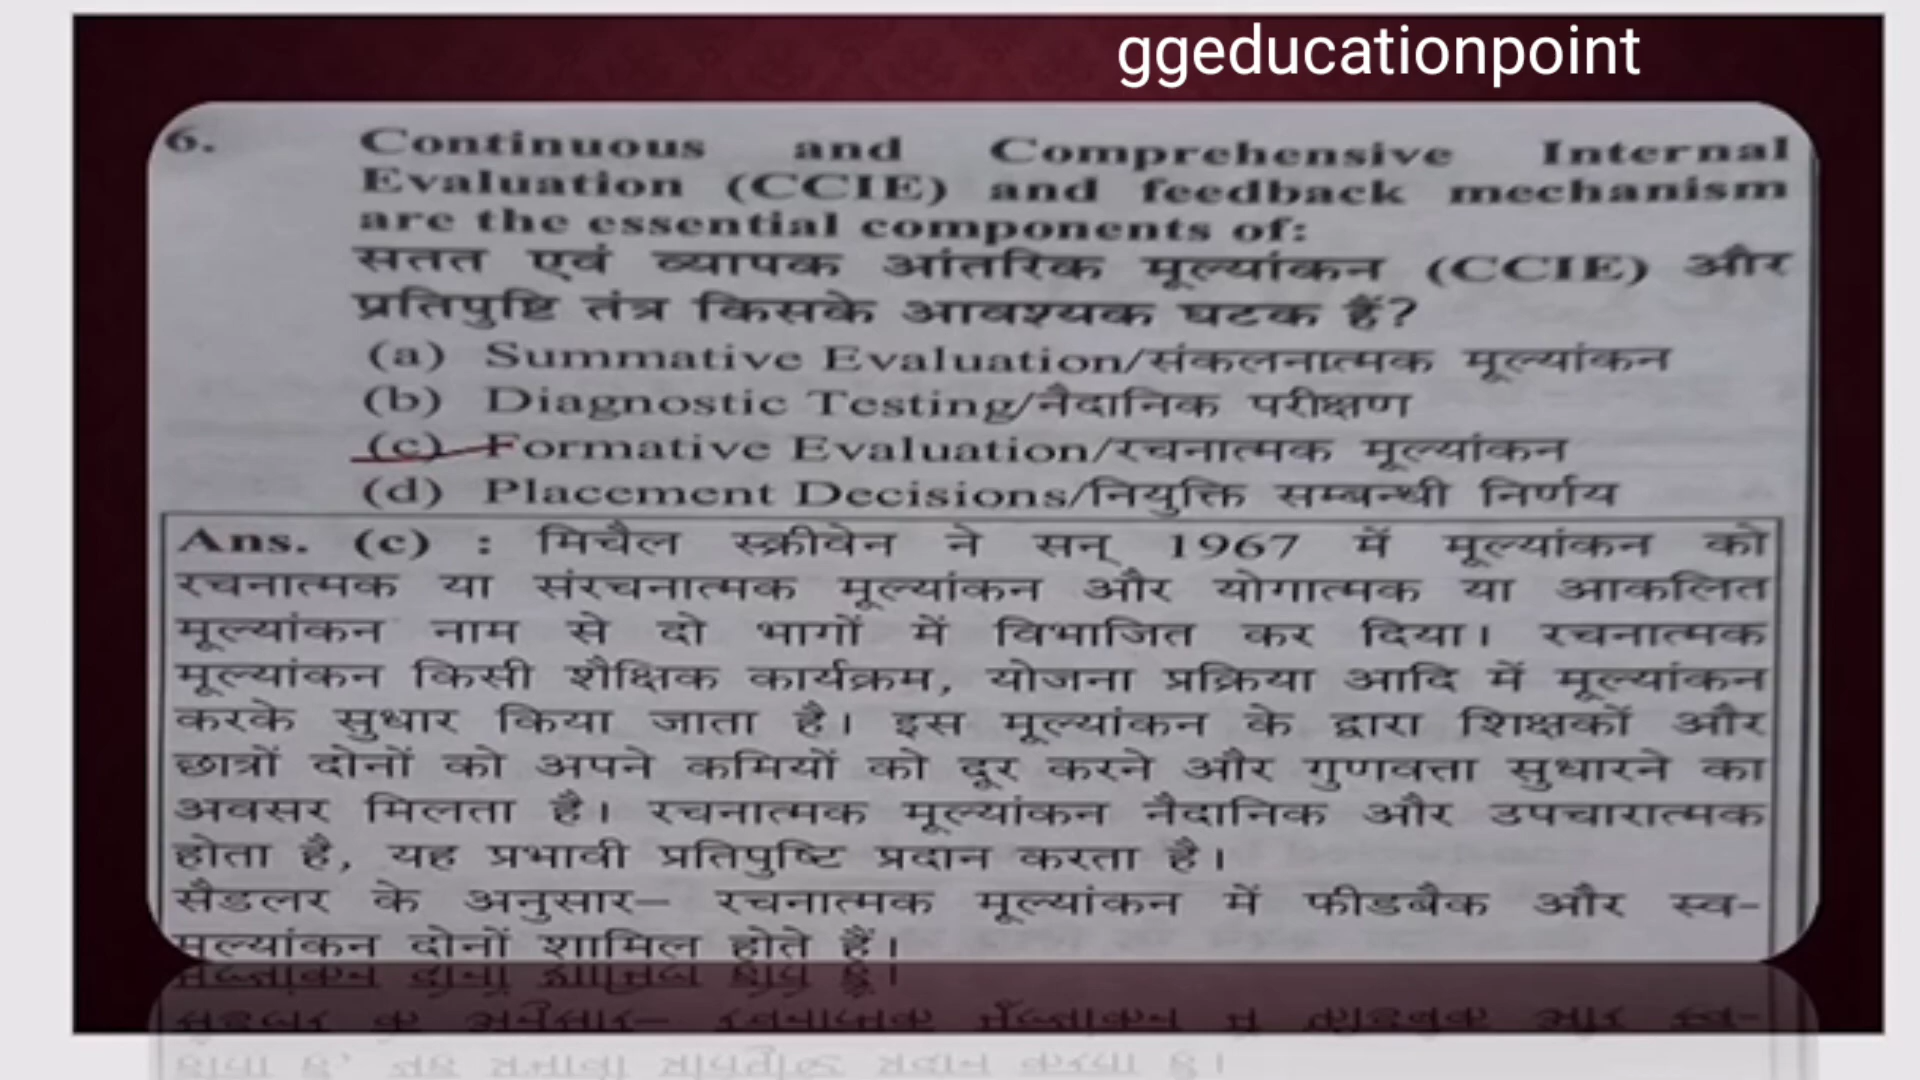 ggeducationpoint
6. Continuous and Comprehensive Internal
Evaluation (CCIE) and feedback mechanism
are the essential components of:
सतत एवं व्यापक आंतरिक मूल्यांकन (CCIE) और
प्रतिपुष्टि तंत्र किसके आवश्यक घटक हैं?
(a) Summative Evaluation/संकलनात्मक मूल्यांकन
(b) Diagnostic Testing/नैदानिक परीक्षण
(c) Formative Evaluation/रचनात्मक मूल्यांकन
(d) Placement Decisions/नियुक्ति सम्बन्धी निर्णय
Ans. (c) : मिचैल स्क्रीवेन ने सन् 1967 में मूल्यांकन को
रचनात्मक या संरचनात्मक मूल्यांकन और योगात्मक या आकलित
मूल्यांकन नाम से दो भागों में विभाजित कर दिया। रचनात्मक
मूल्यांकन किसी शैक्षिक कार्यक्रम, योजना प्रक्रिया आदि में मूल्यांकन
करके सुधार किया जाता है। इस मूल्यांकन के द्वारा शिक्षकों और
छात्रों दोनों को अपने कमियों को दूर करने और गुणवत्ता सुधारने का
अवसर मिलता है। रचनात्मक मूल्यांकन नैदानिक और उपचारात्मक
होता है, यह प्रभावी प्रतिपुष्टि प्रदान करता है।
सैडलर के अनुसार– रचनात्मक मूल्यांकन में फीडबैक और स्व-
मूल्यांकन दोनों शामिल होते हैं।